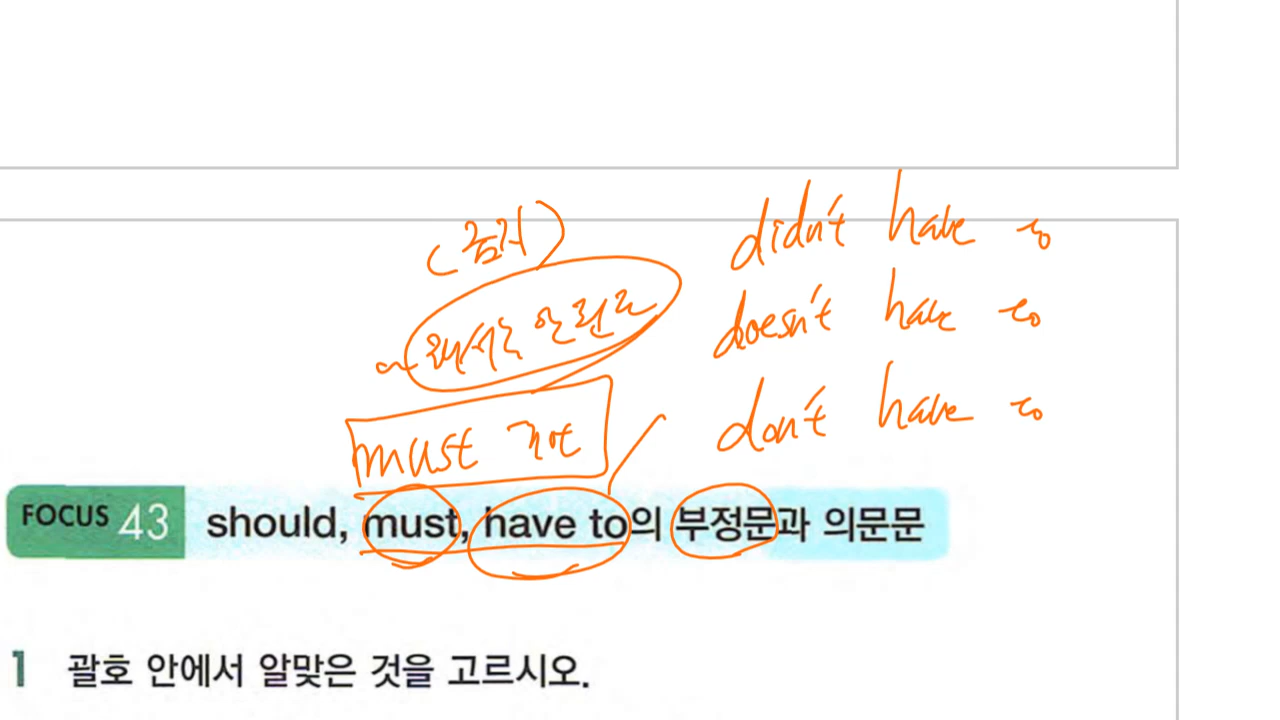 (금지)
~해서는 안된다
must not
didn't have to
doesn't have to
don't have to
FOCUS 43 should, must, have to의 부정문과 의문문
1 괄호 안에서 알맞은 것을 고르시오.